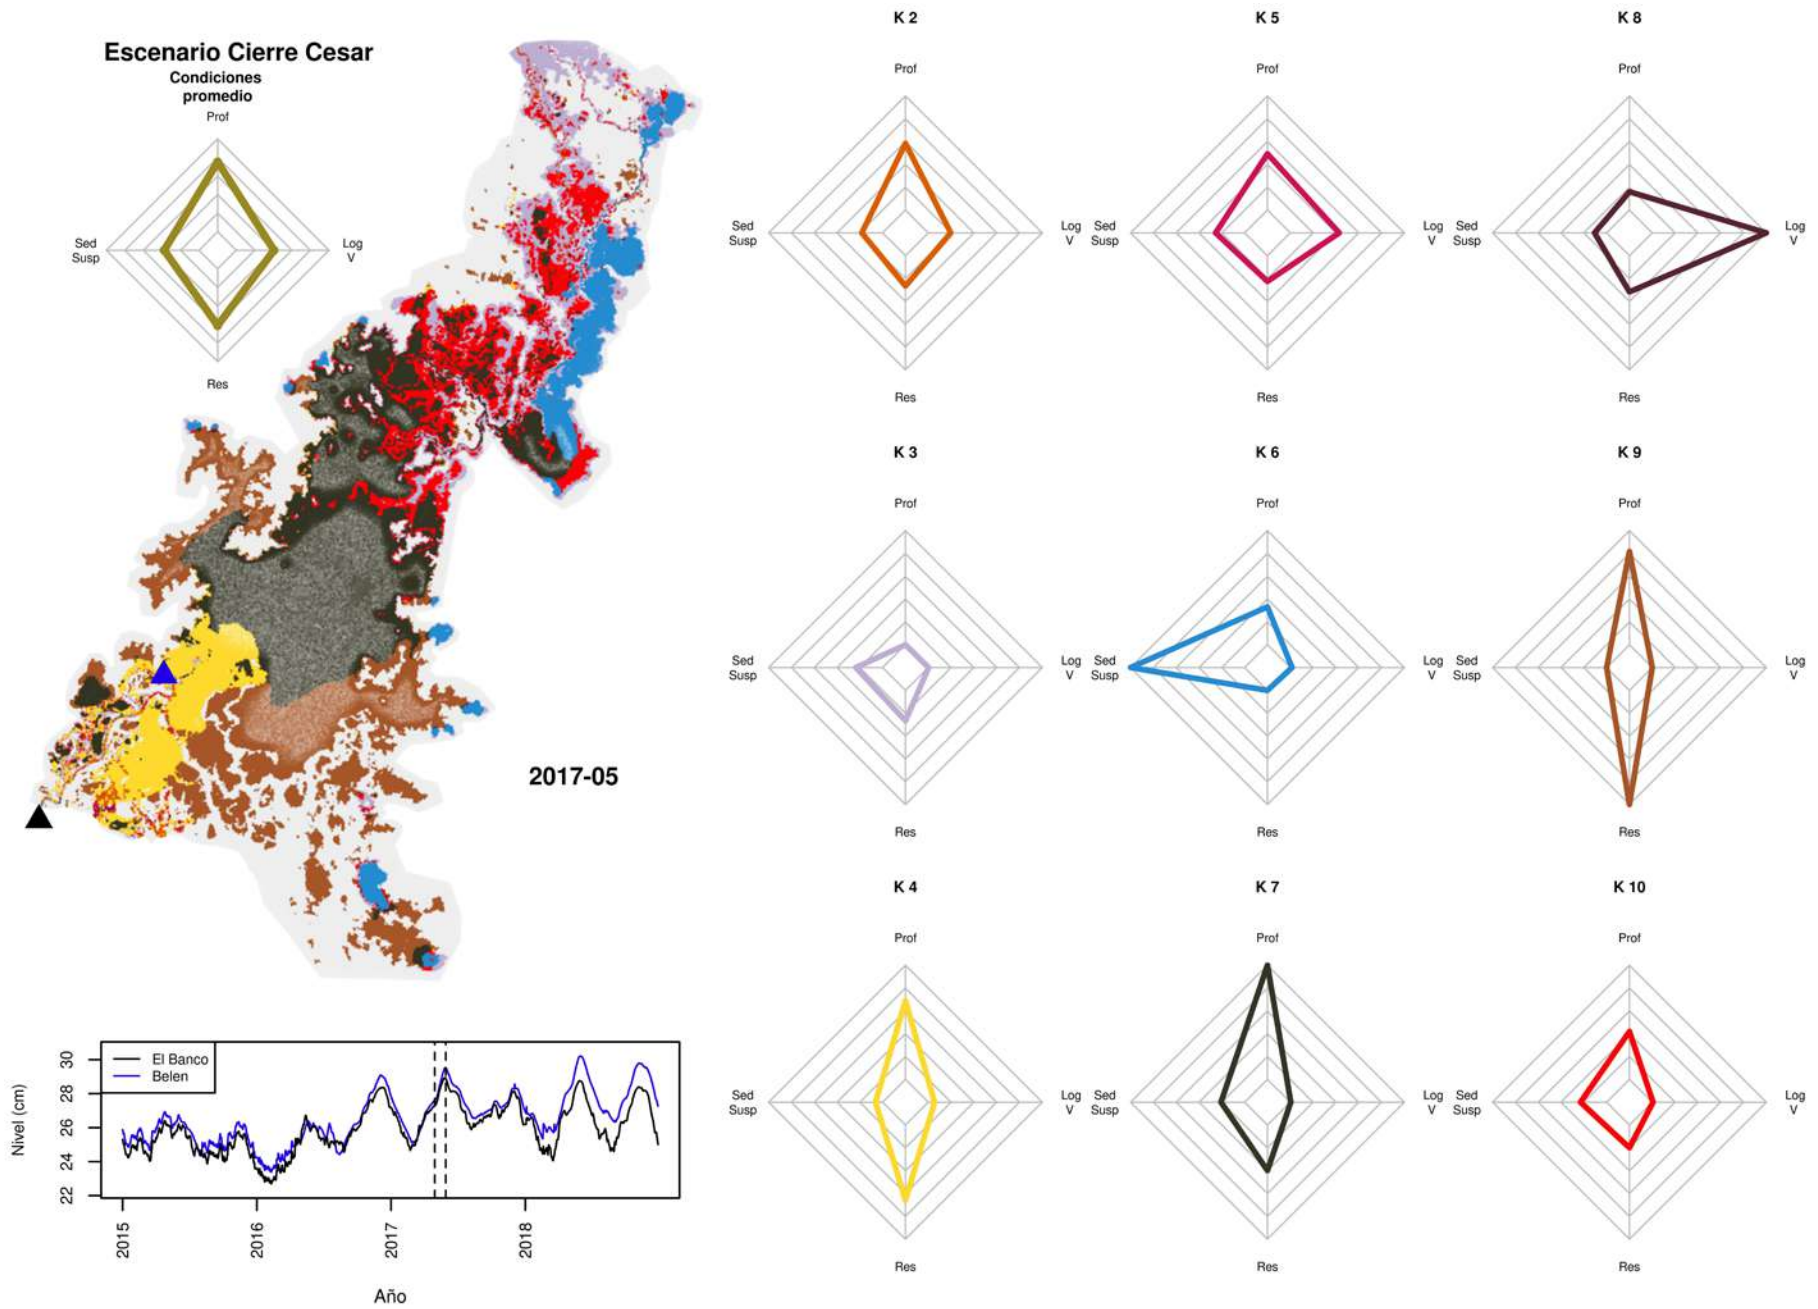 Escenario Cierre Cesar
Condiciones
promedio
Prof
Sed
Susp
Log
V
Res
2017-05
30
28
26
24
22
Nivel (cm)
El Banco
Belen
2015
2016
2017
2018
Año
K 2
Prof
Sed
Susp
Log
V
Res
K 5
Prof
Sed
Susp
Log
V
Res
K 8
Prof
Sed
Susp
Log
V
Res
K 3
Prof
Sed
Susp
Log
V
Res
K 6
Prof
Sed
Susp
Log
V
Res
K 9
Prof
Sed
Susp
Log
V
Res
K 4
Prof
Sed
Susp
Log
V
Res
K 7
Prof
Sed
Susp
Log
V
Res
K 10
Prof
Sed
Susp
Log
V
Res